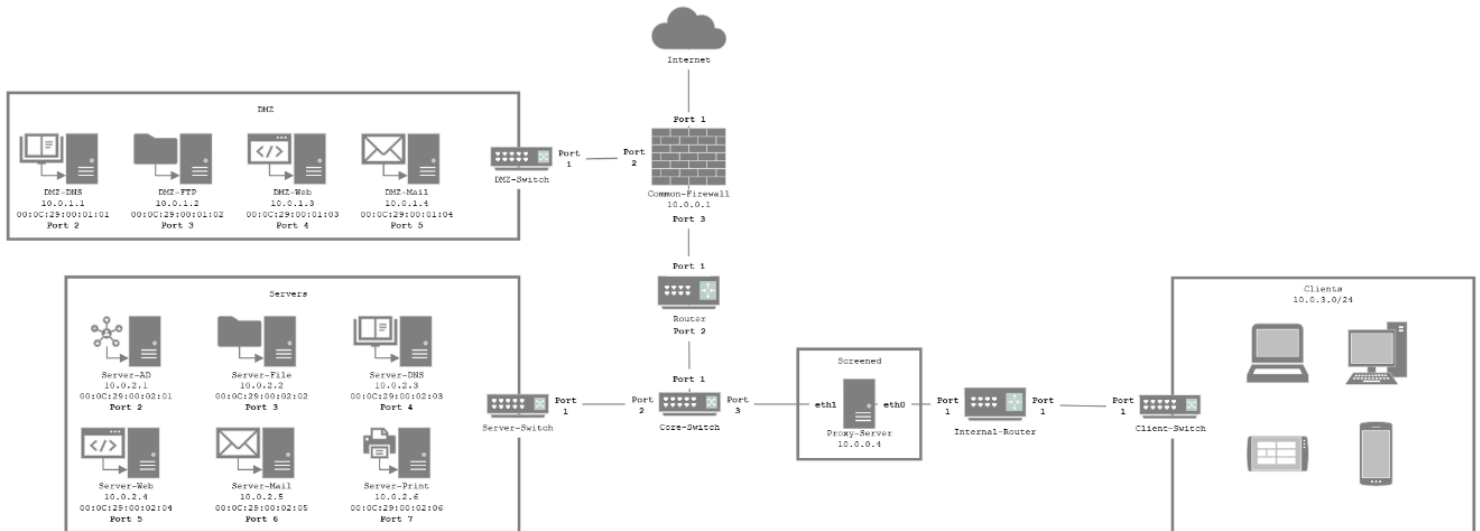 Internet
Port 1
DMZ
DMZ-DNS
10.0.1.1
00:0C:29:00:01:01
Port 2
DMZ-FTP
10.0.1.2
00:0C:29:00:01:02
Port 3
DMZ-Web
10.0.1.3
00:0C:29:00:01:03
Port 4
DMZ-Mail
10.0.1.4
00:0C:29:00:01:04
Port 5
DMZ-Switch
Port
1
Port
2
Common-Firewall
10.0.0.1
Port 3
Port 1
Router
Port 2
Servers
Server-AD
10.0.2.1
00:0C:29:00:02:01
Port 2
Server-File
10.0.2.2
00:0C:29:00:02:02
Port 3
Server-DNS
10.0.2.3
00:0C:29:00:02:03
Port 4
Server-Web
10.0.2.4
00:0C:29:00:02:04
Port 5
Server-Mail
10.0.2.5
00:0C:29:00:02:05
Port 6
Server-Print
10.0.2.6
00:0C:29:00:02:06
Port 7
Server-Switch
Port
1
Port
2
Port 1
Core-Switch
Port
3
Screened
eth1
eth0
Proxy-Server
10.0.0.4
Port
1
Internal-Router
Port
1
Port
1
Client-Switch
Clients
10.0.3.0/24